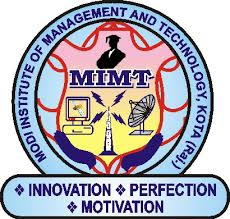 MODI INSTITUTE OF MANAGEMENT AND TECHNOLOGY, KOTA (Raj.)
MIMT
❖ INNOVATION ❖ PERFECTION
❖ MOTIVATION